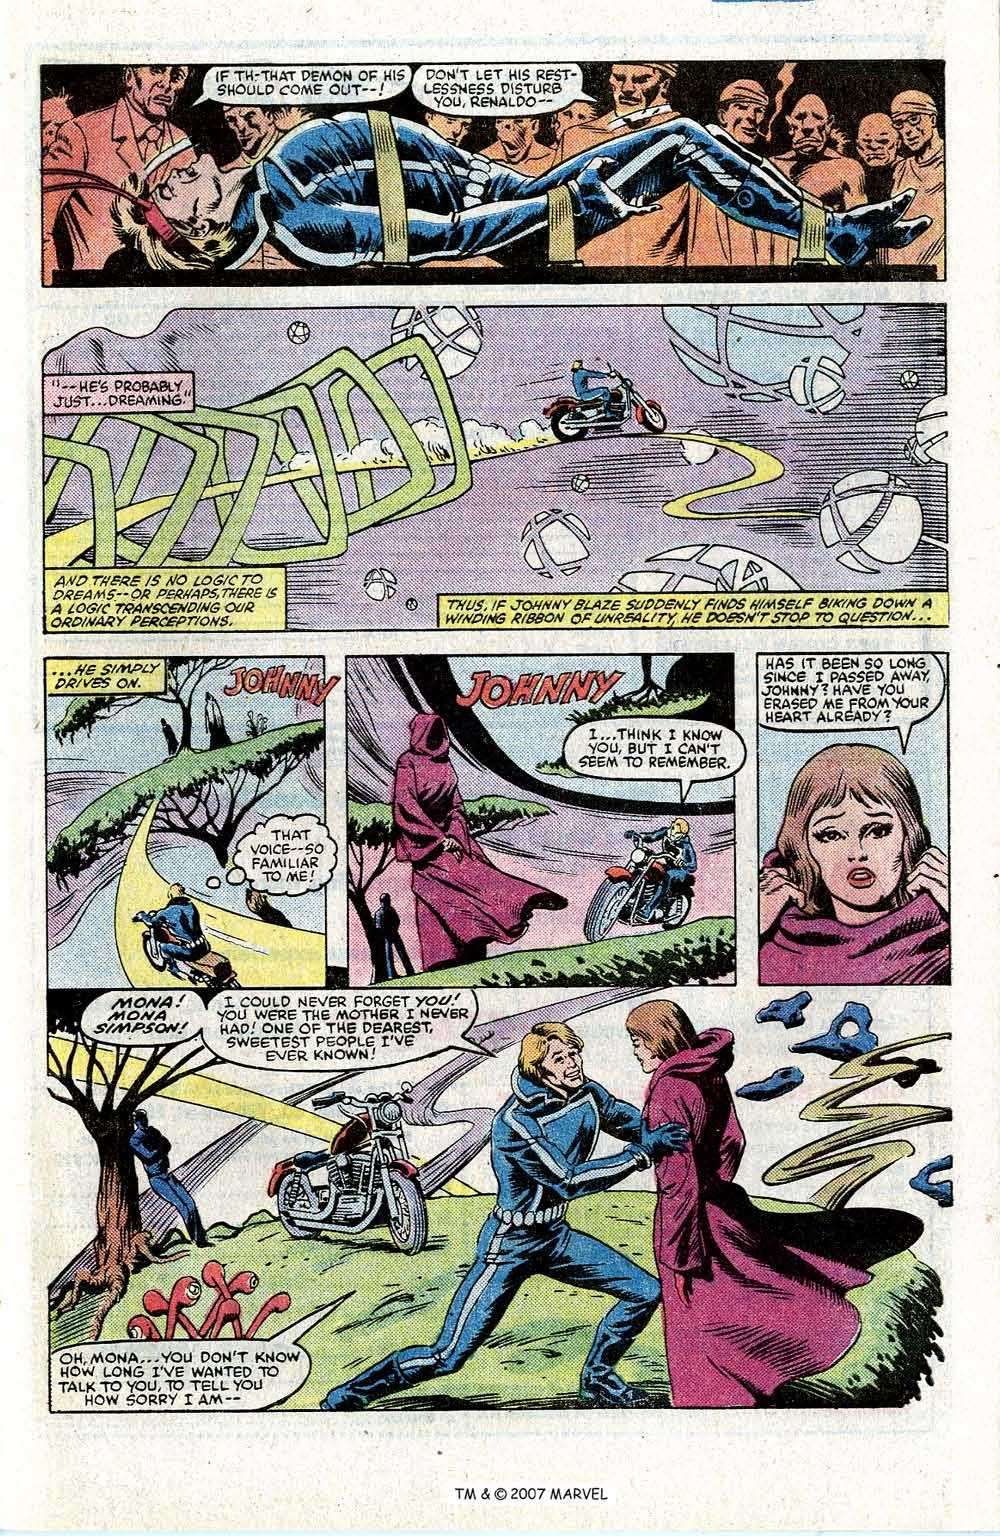 IF TH-THAT DEMON OF HIS
SHOULD COME OUT--!
DON'T LET HIS REST-
LESSNESS DISTURB
YOU, RENALDO--
"--HE'S PROBABLY
JUST...DREAMING."
AND THERE IS NO LOGIC TO
DREAMS--OR PERHAPS, THERE IS
A LOGIC TRANSCENDING OUR
ORDINARY PERCEPTIONS.
THUS, IF JOHNNY BLAZE SUDDENLY FINDS HIMSELF BIKING DOWN A
WINDING RIBBON OF UNREALITY, HE DOESN'T STOP TO QUESTION...
...HE SIMPLY
DRIVES ON.
JOHNNY
THAT
VOICE--SO
FAMILIAR
TO ME!
JOHNNY
I...THINK I KNOW
YOU, BUT I CAN'T
SEEM TO REMEMBER.
HAS IT BEEN SO LONG
SINCE I PASSED AWAY,
JOHNNY? HAVE YOU
ERASED ME FROM YOUR
HEART ALREADY?
MONA!
MONA
SIMPSON!
I COULD NEVER FORGET YOU!
YOU WERE THE MOTHER I NEVER
HAD! ONE OF THE DEAREST,
SWEETEST PEOPLE I'VE
EVER KNOWN!
OH, MONA...YOU DON'T KNOW
HOW LONG I'VE WANTED TO
TALK TO YOU, TO TELL YOU
HOW SORRY I AM--
TM & © 2007 MARVEL